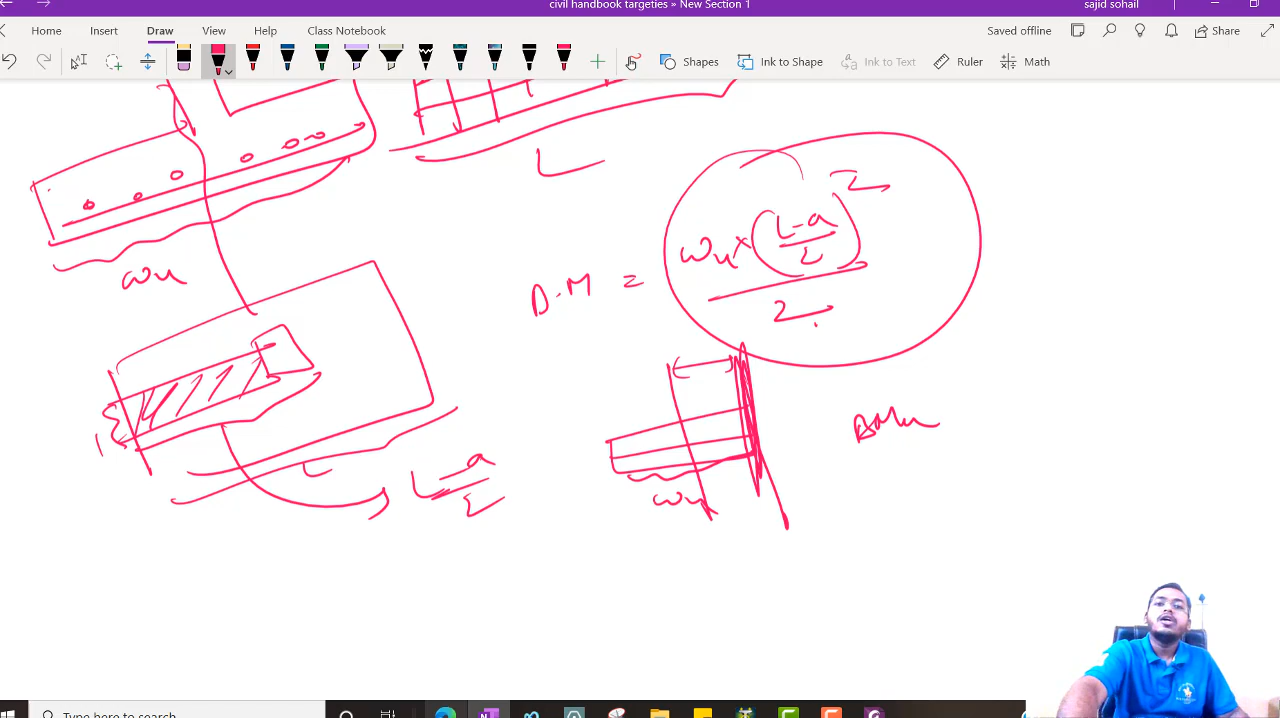 civil handbook targeties » New Section 1
sajid sohail
Home
Insert
Draw
View
Help
Class Notebook
Saved offline
Share
Shapes
Ink to Shape
Ink to Text
Ruler
Math
L
wu
B.M = wu × (L-a/2)²
2
L
1
L-a
2
wu
BMu
Type here to search